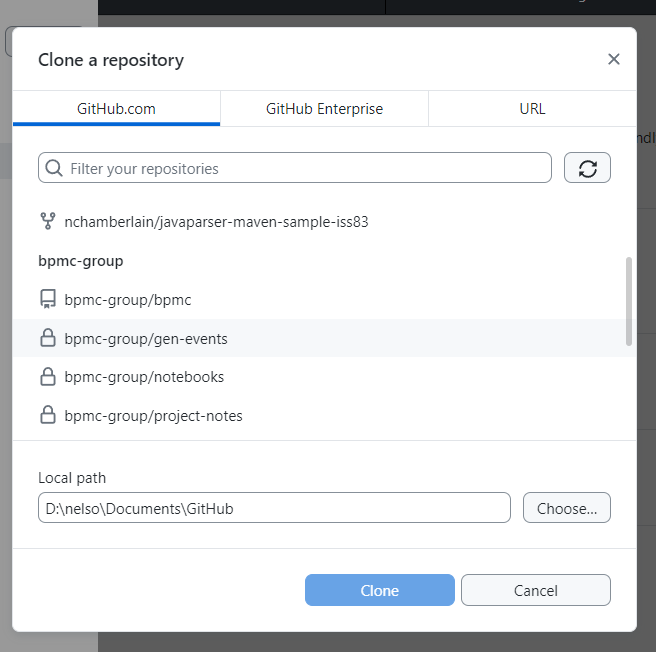 Clone a repository
GitHub.com
GitHub Enterprise
URL
Filter your repositories
nchamberlain/javaparser-maven-sample-iss83
bpmc-group
bpmc-group/bpmc
bpmc-group/gen-events
bpmc-group/notebooks
bpmc-group/project-notes
Local path
D:\nelso\Documents\GitHub
Choose...
Clone
Cancel